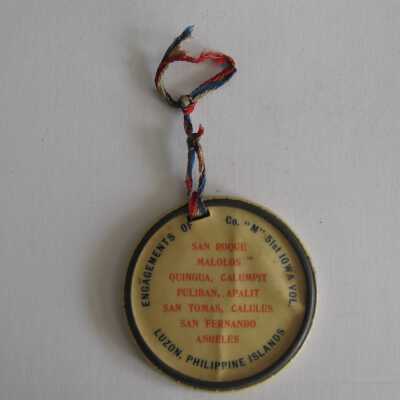 ENGAGEMENTS OF Co. "M" 51st IOWA VOL.
SAN ROQUE
MALOLOS
QUINGUA, CALUMPIT
PULIBAN, APALIT
SAN TOMAS, CALULUS
SAN FERNANDO
ANGELES
LUZON, PHILIPPINE ISLANDS